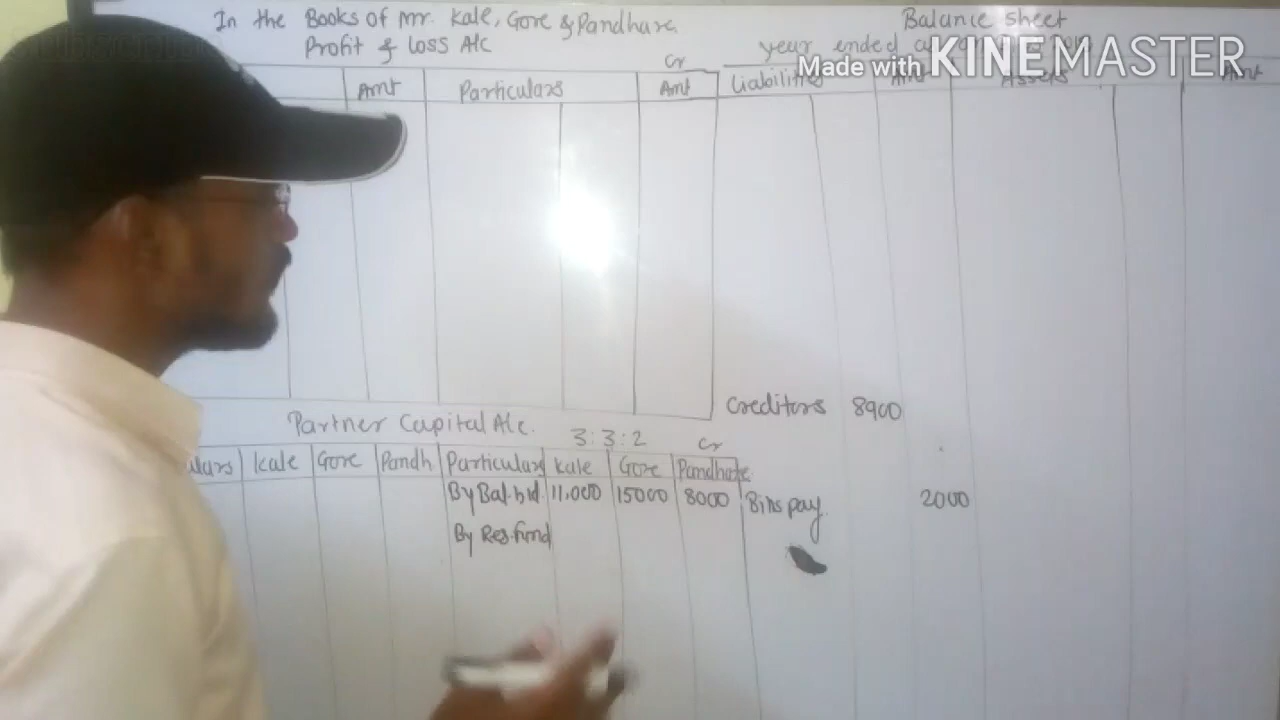 In the Books of Mr. Kale, Gore & Pandhare
Profit & Loss A/c
Cr
Amt Particulars Amt
Balance sheet
year ended
Made with KINEMASTER
Liabilities Amt Assets Amt
Creditors 8900
Partner Capital A/c.
3:3:2 Cr
ulars Kale Gore Pandh Particulars Kale Gore Pandhare
By Bal. b/d 11,000 15000 8000
Bills pay. 2000
By Res. fund